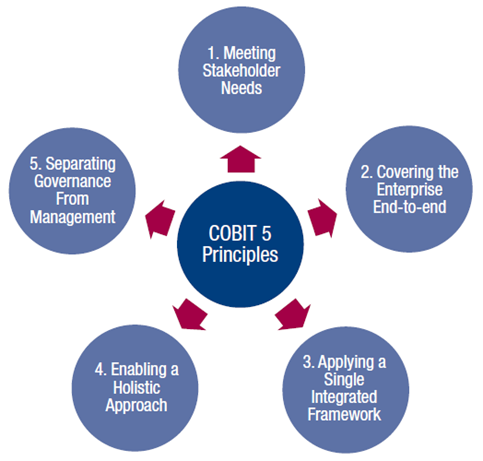 1. Meeting
Stakeholder
Needs
2. Covering the
Enterprise
End-to-end
3. Applying a
Single
Integrated
Framework
4. Enabling a
Holistic
Approach
5. Separating
Governance
From
Management
COBIT 5
Principles